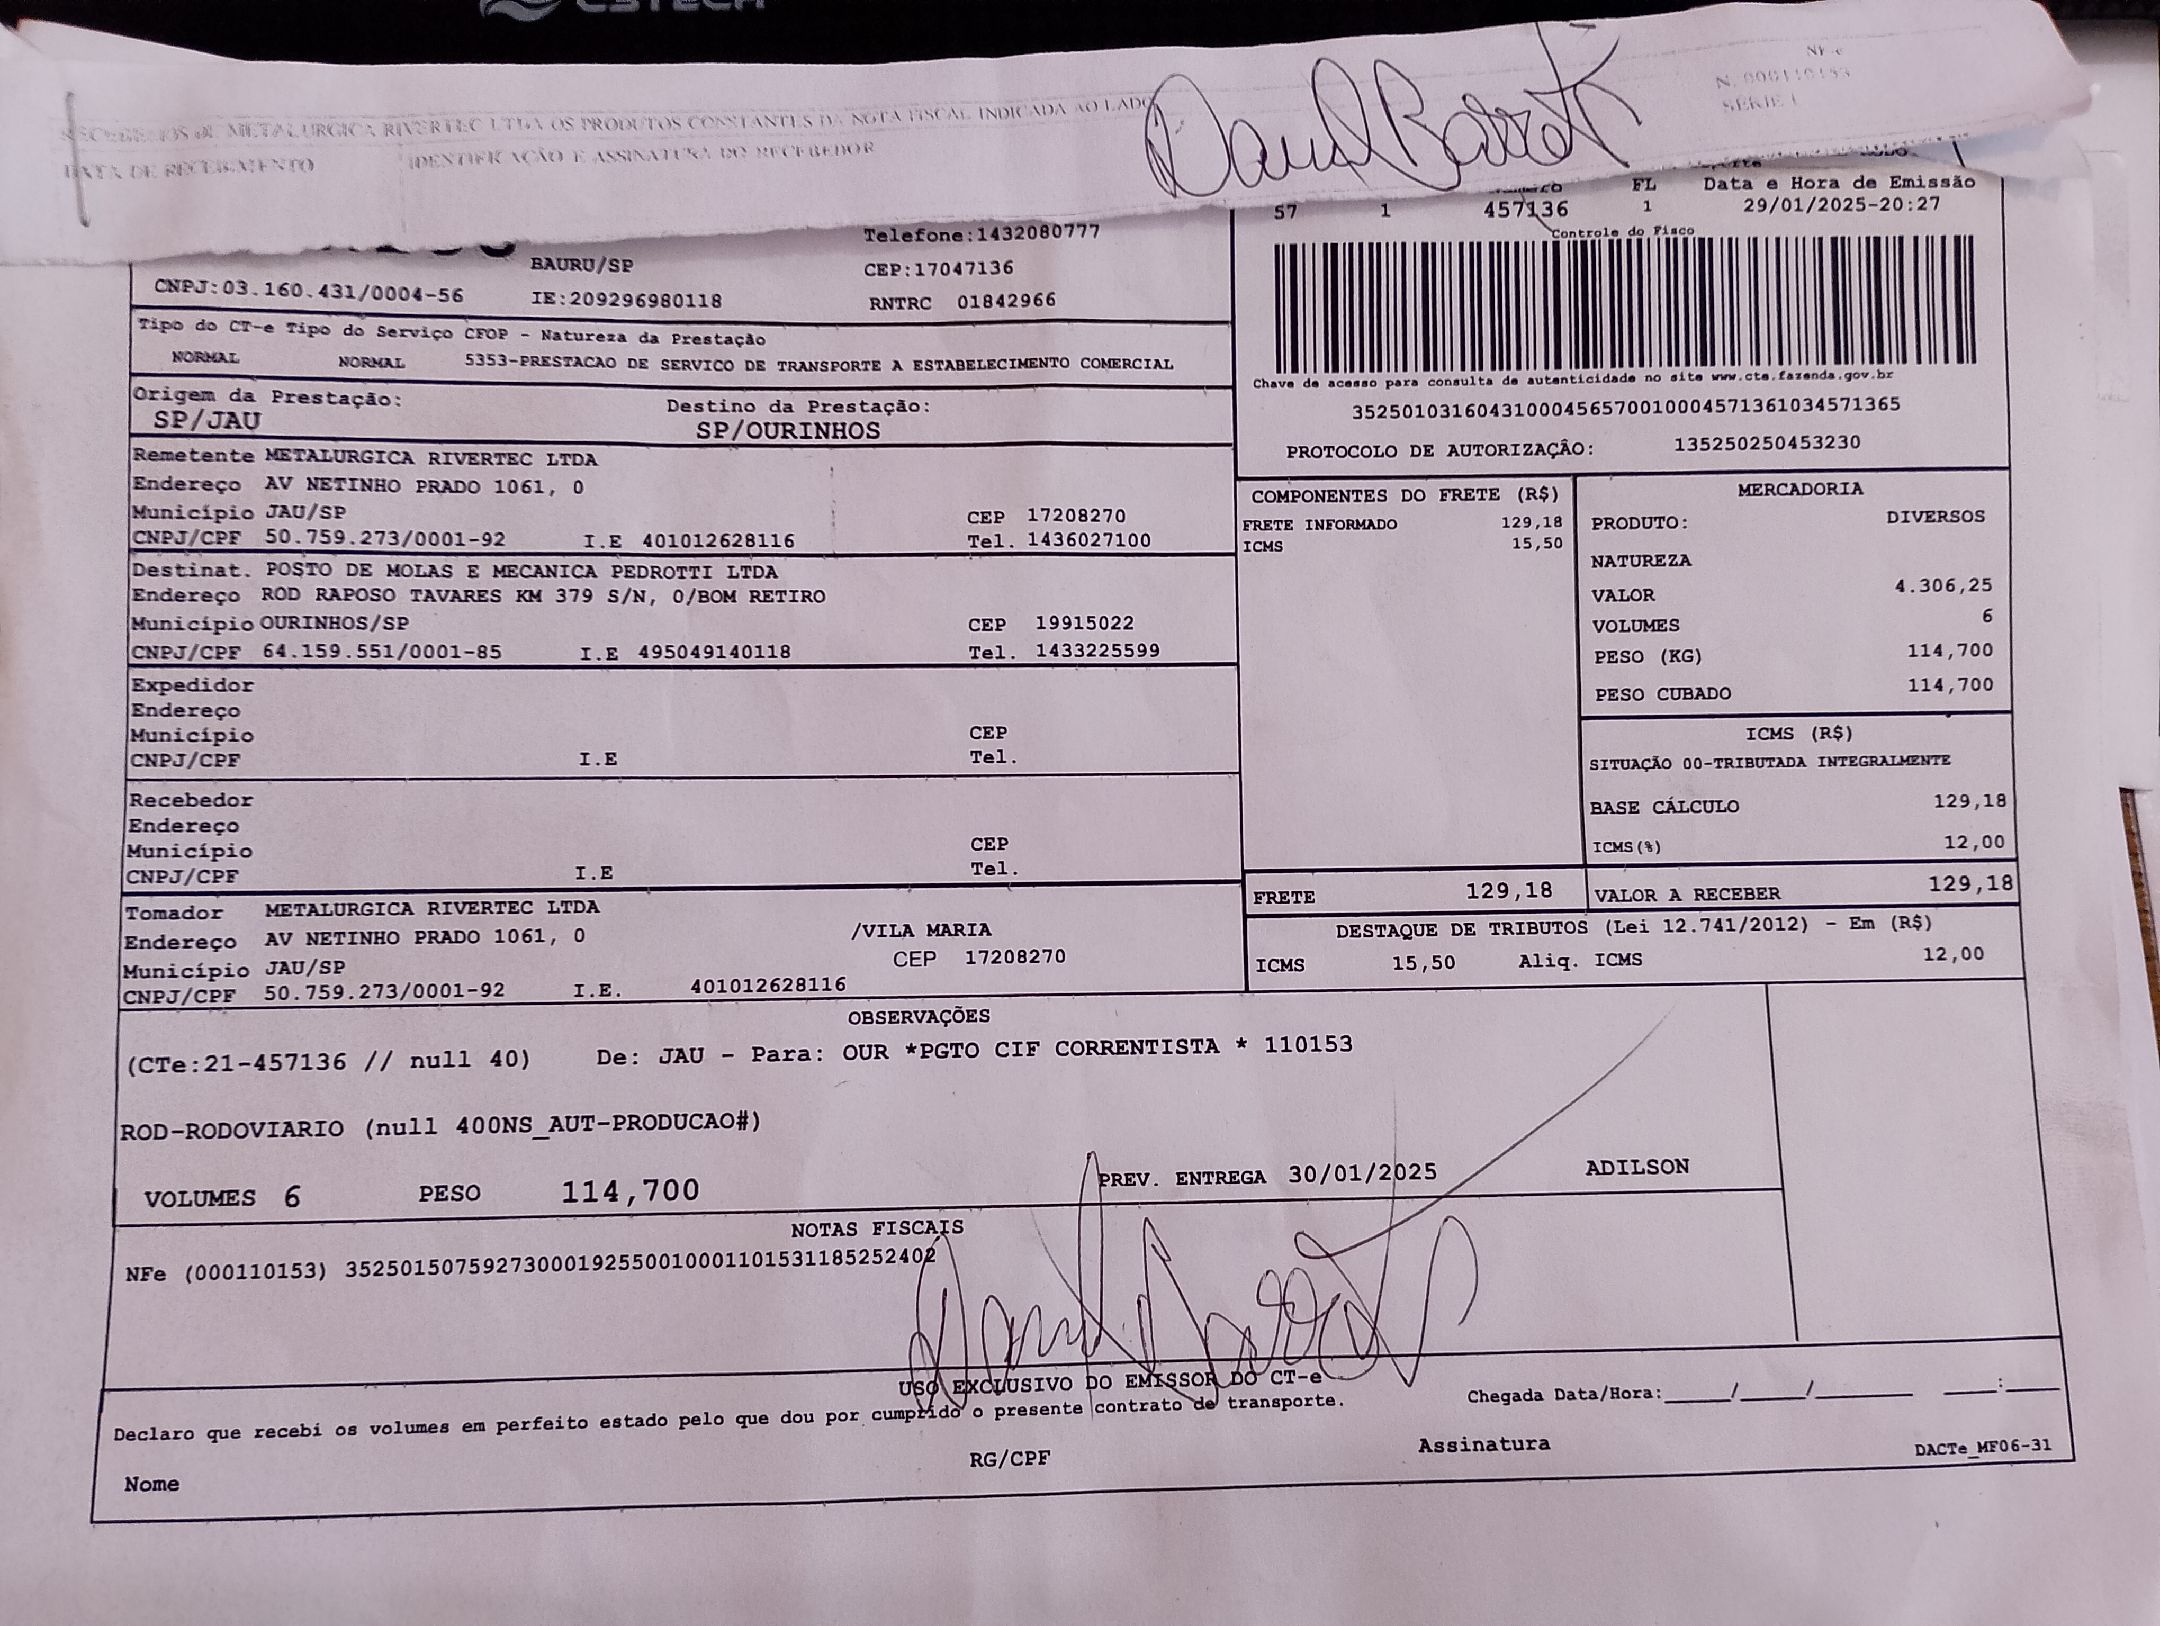 CSTECH
RECEBEMOS DE METALURGICA RIVERTEC LTDA OS PRODUTOS CONSTANTES DA NOTA FISCAL INDICADA AO LADO
DATA DE RECEBIMENTO IDENTIFICAÇÃO E ASSINATURA DO RECEBEDOR
NF-e
N. 000110153
SÉRIE 1
FL Data e Hora de Emissão
57 1 457136 1 29/01/2025-20:27
Controle do Fisco
Telefone:1432080777
BAURU/SP CEP:17047136
CNPJ:03.160.431/0004-56 IE:209296980118 RNTRC 01842966
Tipo do CT-e Tipo do Serviço CFOP - Natureza da Prestação
NORMAL NORMAL 5353-PRESTACAO DE SERVICO DE TRANSPORTE A ESTABELECIMENTO COMERCIAL
Chave de acesso para consulta de autenticidade no site www.cte.fazenda.gov.br
35250103160431000456570010004571361034571365
PROTOCOLO DE AUTORIZAÇÃO: 135250250453230
Origem da Prestação: Destino da Prestação:
SP/JAU SP/OURINHOS
Remetente METALURGICA RIVERTEC LTDA
Endereço AV NETINHO PRADO 1061, 0
Município JAU/SP CEP 17208270
CNPJ/CPF 50.759.273/0001-92 I.E 401012628116 Tel. 1436027100
Destinat. POSTO DE MOLAS E MECANICA PEDROTTI LTDA
Endereço ROD RAPOSO TAVARES KM 379 S/N, 0/BOM RETIRO
Município OURINHOS/SP CEP 19915022
CNPJ/CPF 64.159.551/0001-85 I.E 495049140118 Tel. 1433225599
Expedidor
Endereço
Município CEP
CNPJ/CPF I.E Tel.
Recebedor
Endereço
Município CEP
CNPJ/CPF I.E Tel.
Tomador METALURGICA RIVERTEC LTDA
Endereço AV NETINHO PRADO 1061, 0 /VILA MARIA
Município JAU/SP CEP 17208270
CNPJ/CPF 50.759.273/0001-92 I.E. 401012628116
COMPONENTES DO FRETE (R$)
FRETE INFORMADO 129,18
ICMS 15,50
MERCADORIA
PRODUTO: DIVERSOS
NATUREZA
VALOR 4.306,25
VOLUMES 6
PESO (KG) 114,700
PESO CUBADO 114,700
ICMS (R$)
SITUAÇÃO 00-TRIBUTADA INTEGRALMENTE
BASE CÁLCULO 129,18
ICMS(%) 12,00
FRETE 129,18 VALOR A RECEBER 129,18
DESTAQUE DE TRIBUTOS (Lei 12.741/2012) - Em (R$)
ICMS 15,50 Aliq. ICMS 12,00
OBSERVAÇÕES
(CTe:21-457136 // null 40) De: JAU - Para: OUR *PGTO CIF CORRENTISTA * 110153
ROD-RODOVIARIO (null 400NS_AUT-PRODUCAO#)
VOLUMES 6 PESO 114,700 PREV. ENTREGA 30/01/2025 ADILSON
NOTAS FISCAIS
NFe (000110153) 35250150759273000192550010001101531185252402
USO EXCLUSIVO DO EMISSOR DO CT-e
Declaro que recebi os volumes em perfeito estado pelo que dou por cumprido o presente contrato de transporte. Chegada Data/Hora:____/____/______ ___:___
Nome RG/CPF Assinatura DACTe_MF06-31